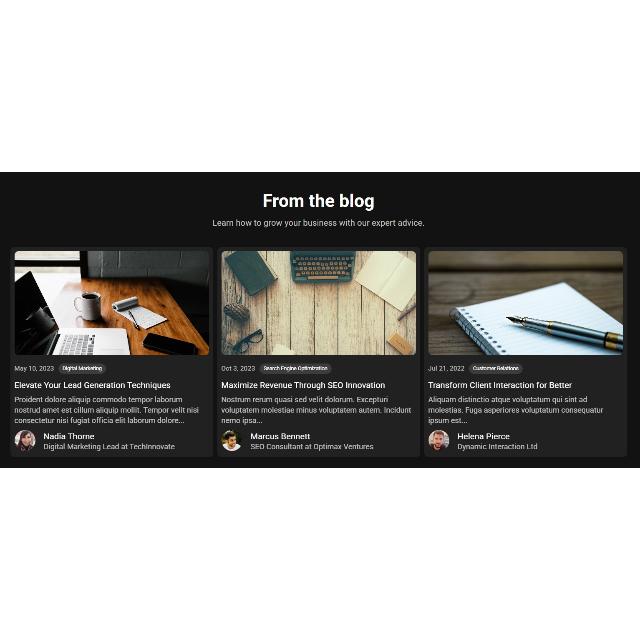 From the blog
Learn how to grow your business with our expert advice.
May 10, 2023 Digital Marketing
Elevate Your Lead Generation Techniques
Proident dolore aliquip commodo tempor laborum
nostrud amet est cillum aliquip mollit. Tempor velit nisi
consectetur nisi fugiat officia elit laborum dolore...
Nadia Thorne
Digital Marketing Lead at TechInnovate
Oct 3, 2023 Search Engine Optimization
Maximize Revenue Through SEO Innovation
Nostrum rerum quasi sed velit dolorum. Excepturi
voluptatem molestiae minus voluptatem autem. Incidunt
nemo ipsa...
Marcus Bennett
SEO Consultant at Optimax Ventures
Jul 21, 2022 Customer Relations
Transform Client Interaction for Better
Aliquam distinctio atque voluptatum qui sint ad
molestias. Fuga asperiores voluptatum consequatur
ipsum est...
Helena Pierce
Dynamic Interaction Ltd